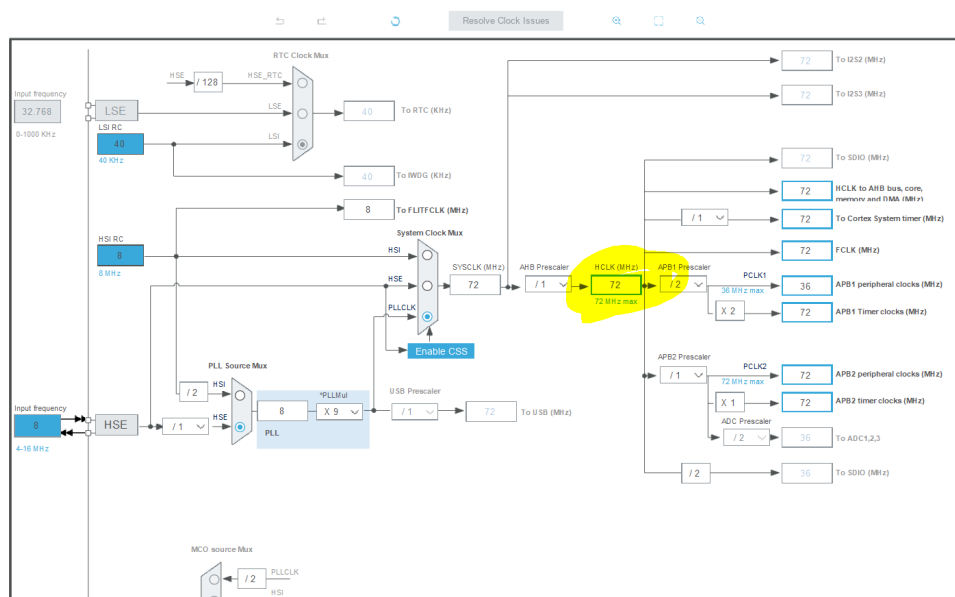 Resolve Clock Issues
RTC Clock Mux
HSE
/ 128
HSE_RTC
Input frequency
32.768
0-1000 KHz
LSE
LSE
40
To RTC (KHz)
LSI RC
40
40 KHz
LSI
40
To IWDG (KHz)
8
To FLITFCLK (MHz)
HSI RC
8
8 MHz
System Clock Mux
HSI
HSE
PLLCLK
Enable CSS
SYSCLK (MHz)
72
AHB Prescaler
/ 1
HCLK (MHz)
72
72 MHz max
APB1 Prescaler
/ 2
PCLK1
36 MHz max
X 2
72
To I2S2 (MHz)
72
To I2S3 (MHz)
72
To SDIO (MHz)
72
HCLK to AHB bus, core,
memory and DMA (MHz)
/ 1
72
To Cortex System timer (MHz)
72
FCLK (MHz)
36
APB1 peripheral clocks (MHz)
72
APB1 Timer clocks (MHz)
APB2 Prescaler
/ 1
PCLK2
72 MHz max
72
APB2 peripheral clocks (MHz)
X 1
72
APB2 timer clocks (MHz)
ADC Prescaler
/ 2
36
To ADC1,2,3
/ 2
36
To SDIO (MHz)
PLL Source Mux
/ 2
HSI
Input frequency
8
4-16 MHz
HSE
/ 1
HSE
8
*PLLMul
X 9
PLL
USB Prescaler
/ 1
72
To USB (MHz)
MCO source Mux
/ 2
PLLCLK
HSI